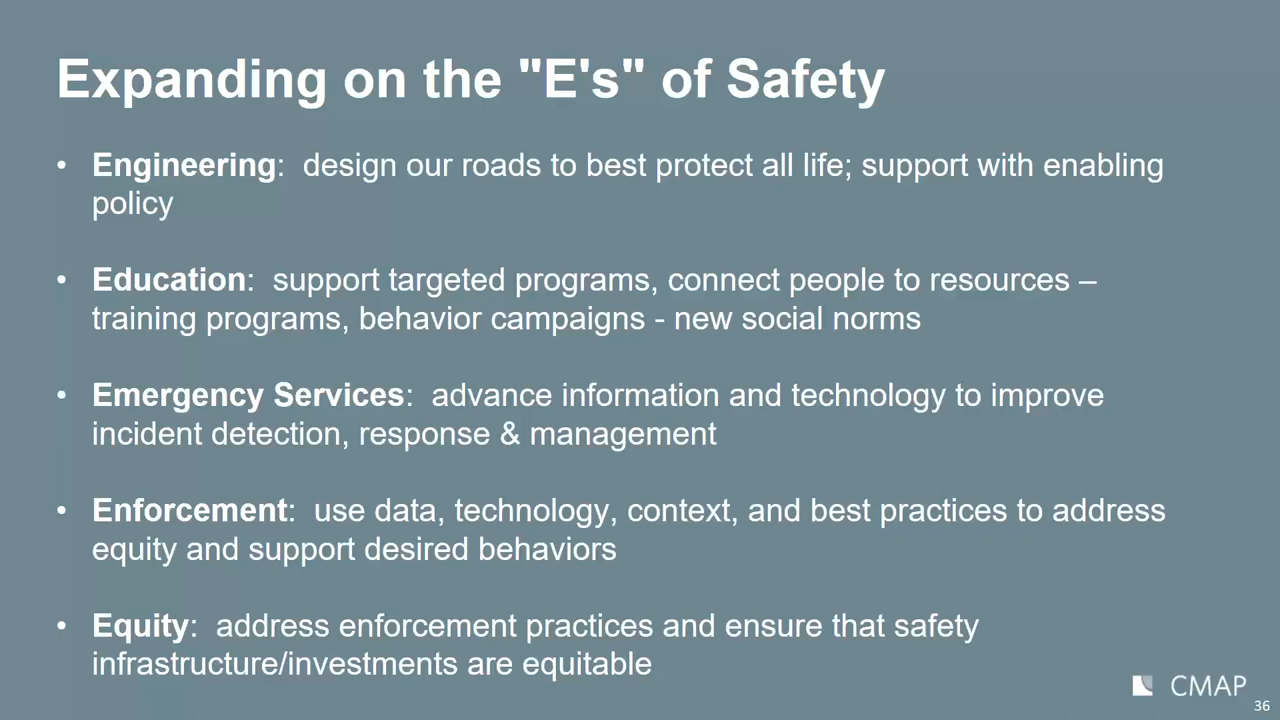 Expanding on the "E's" of Safety
• Engineering:  design our roads to best protect all life; support with enabling
policy
• Education:  support targeted programs, connect people to resources –
training programs, behavior campaigns - new social norms
• Emergency Services:  advance information and technology to improve
incident detection, response & management
• Enforcement:  use data, technology, context, and best practices to address
equity and support desired behaviors
• Equity:  address enforcement practices and ensure that safety
infrastructure/investments are equitable
CMAP
36